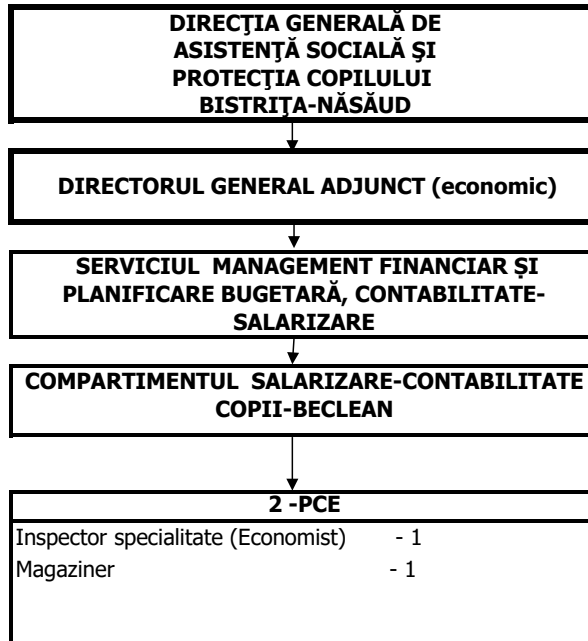 DIRECŢIA GENERALĂ DE
ASISTENŢĂ SOCIALĂ ŞI
PROTECŢIA COPILULUI
BISTRIŢA-NĂSĂUD
DIRECTORUL GENERAL ADJUNCT (economic)
SERVICIUL MANAGEMENT FINANCIAR ȘI
PLANIFICARE BUGETARĂ, CONTABILITATE-
SALARIZARE
COMPARTIMENTUL SALARIZARE-CONTABILITATE
COPII-BECLEAN
2 -PCE
Inspector specialitate (Economist) - 1
Magaziner - 1